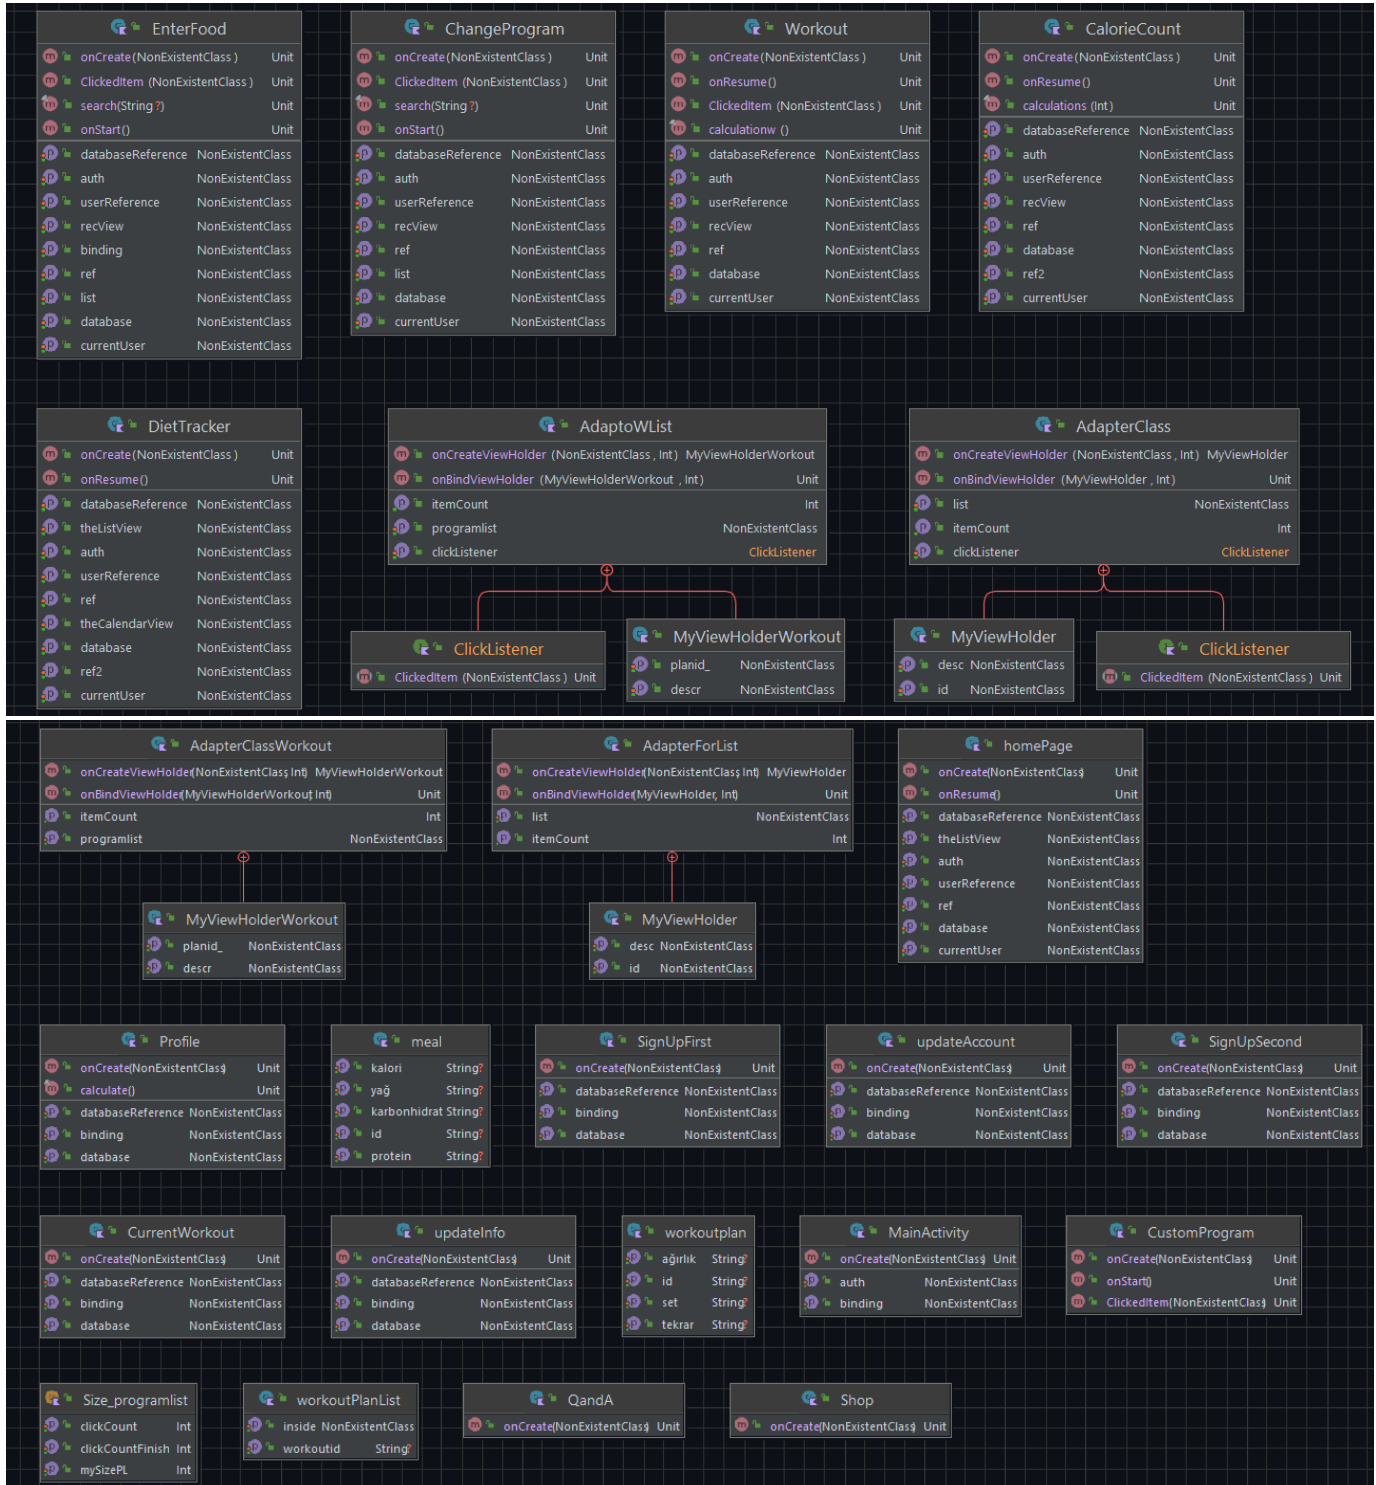 EnterFood
onCreate(NonExistentClass) Unit
ClickedItem (NonExistentClass) Unit
search(String?) Unit
onStart() Unit
databaseReference NonExistentClass
auth NonExistentClass
userReference NonExistentClass
recView NonExistentClass
binding NonExistentClass
ref NonExistentClass
list NonExistentClass
database NonExistentClass
currentUser NonExistentClass
ChangeProgram
onCreate(NonExistentClass) Unit
ClickedItem (NonExistentClass) Unit
search(String?) Unit
onStart() Unit
databaseReference NonExistentClass
auth NonExistentClass
userReference NonExistentClass
recView NonExistentClass
ref NonExistentClass
list NonExistentClass
database NonExistentClass
currentUser NonExistentClass
Workout
onCreate(NonExistentClass) Unit
onResume() Unit
ClickedItem (NonExistentClass) Unit
calculationw () Unit
databaseReference NonExistentClass
auth NonExistentClass
userReference NonExistentClass
recView NonExistentClass
ref NonExistentClass
database NonExistentClass
currentUser NonExistentClass
CalorieCount
onCreate(NonExistentClass) Unit
onResume() Unit
calculations (Int) Unit
databaseReference NonExistentClass
auth NonExistentClass
userReference NonExistentClass
recView NonExistentClass
ref NonExistentClass
database NonExistentClass
ref2 NonExistentClass
currentUser NonExistentClass
DietTracker
onCreate(NonExistentClass) Unit
onResume() Unit
databaseReference NonExistentClass
theListView NonExistentClass
auth NonExistentClass
userReference NonExistentClass
ref NonExistentClass
theCalendarView NonExistentClass
database NonExistentClass
ref2 NonExistentClass
currentUser NonExistentClass
AdaptoWList
onCreateViewHolder (NonExistentClass, Int) MyViewHolderWorkout
onBindViewHolder (MyViewHolderWorkout, Int) Unit
itemCount Int
programlist NonExistentClass
clickListener ClickListener
ClickListener
ClickedItem (NonExistentClass) Unit
MyViewHolderWorkout
planid_ NonExistentClass
descr NonExistentClass
AdapterClass
onCreateViewHolder (NonExistentClass, Int) MyViewHolder
onBindViewHolder (MyViewHolder, Int) Unit
list NonExistentClass
itemCount Int
clickListener ClickListener
MyViewHolder
desc NonExistentClass
id NonExistentClass
ClickListener
ClickedItem (NonExistentClass) Unit
AdapterClassWorkout
onCreateViewHolder(NonExistentClass, Int) MyViewHolderWorkout
onBindViewHolder(MyViewHolderWorkout, Int) Unit
itemCount Int
programlist NonExistentClass
MyViewHolderWorkout
planid_ NonExistentClass
descr NonExistentClass
AdapterForList
onCreateViewHolder(NonExistentClass, Int) MyViewHolder
onBindViewHolder(MyViewHolder, Int) Unit
list NonExistentClass
itemCount Int
MyViewHolder
desc NonExistentClass
id NonExistentClass
homePage
onCreate(NonExistentClass) Unit
onResume() Unit
databaseReference NonExistentClass
theListView NonExistentClass
auth NonExistentClass
userReference NonExistentClass
ref NonExistentClass
database NonExistentClass
currentUser NonExistentClass
Profile
onCreate(NonExistentClass) Unit
calculate() Unit
databaseReference NonExistentClass
binding NonExistentClass
database NonExistentClass
meal
kalori String?
yağ String?
karbonhidrat String?
id String?
protein String?
SignUpFirst
onCreate(NonExistentClass) Unit
databaseReference NonExistentClass
binding NonExistentClass
database NonExistentClass
updateAccount
onCreate(NonExistentClass) Unit
databaseReference NonExistentClass
binding NonExistentClass
database NonExistentClass
SignUpSecond
onCreate(NonExistentClass) Unit
databaseReference NonExistentClass
binding NonExistentClass
database NonExistentClass
CurrentWorkout
onCreate(NonExistentClass) Unit
databaseReference NonExistentClass
binding NonExistentClass
database NonExistentClass
updateInfo
onCreate(NonExistentClass) Unit
databaseReference NonExistentClass
binding NonExistentClass
database NonExistentClass
workoutplan
ağırlık String?
id String?
set String?
tekrar String?
MainActivity
onCreate(NonExistentClass) Unit
auth NonExistentClass
binding NonExistentClass
CustomProgram
onCreate(NonExistentClass) Unit
onStart() Unit
ClickedItem(NonExistentClass) Unit
Size_programlist
clickCount Int
clickCountFinish Int
mySizePL Int
workoutPlanList
inside NonExistentClass
workoutid String?
QandA
onCreate(NonExistentClass) Unit
Shop
onCreate(NonExistentClass) Unit